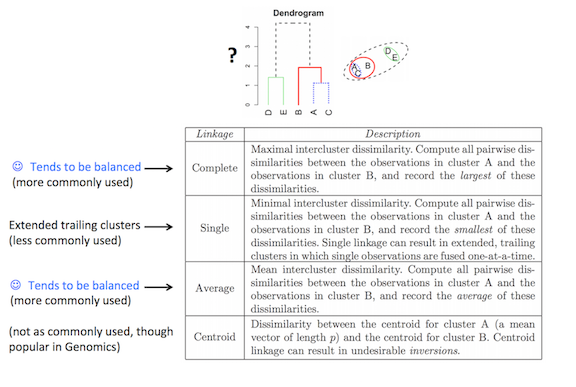 Dendrogram
?
4
3
2
1
0
D
E
B
A
C
D
E
A
B
C
Linkage Description
☺ Tends to be balanced
(more commonly used)
Complete
Maximal intercluster dissimilarity. Compute all pairwise dis-
similarities between the observations in cluster A and the
observations in cluster B, and record the largest of these
dissimilarities.
Extended trailing clusters
(less commonly used)
Single
Minimal intercluster dissimilarity. Compute all pairwise dis-
similarities between the observations in cluster A and the
observations in cluster B, and record the smallest of these
dissimilarities. Single linkage can result in extended, trailing
clusters in which single observations are fused one-at-a-time.
☺ Tends to be balanced
(more commonly used)
Average
Mean intercluster dissimilarity. Compute all pairwise dis-
similarities between the observations in cluster A and the
observations in cluster B, and record the average of these
dissimilarities.
(not as commonly used, though
popular in Genomics)
Centroid
Dissimilarity between the centroid for cluster A (a mean
vector of length p) and the centroid for cluster B. Centroid
linkage can result in undesirable inversions.